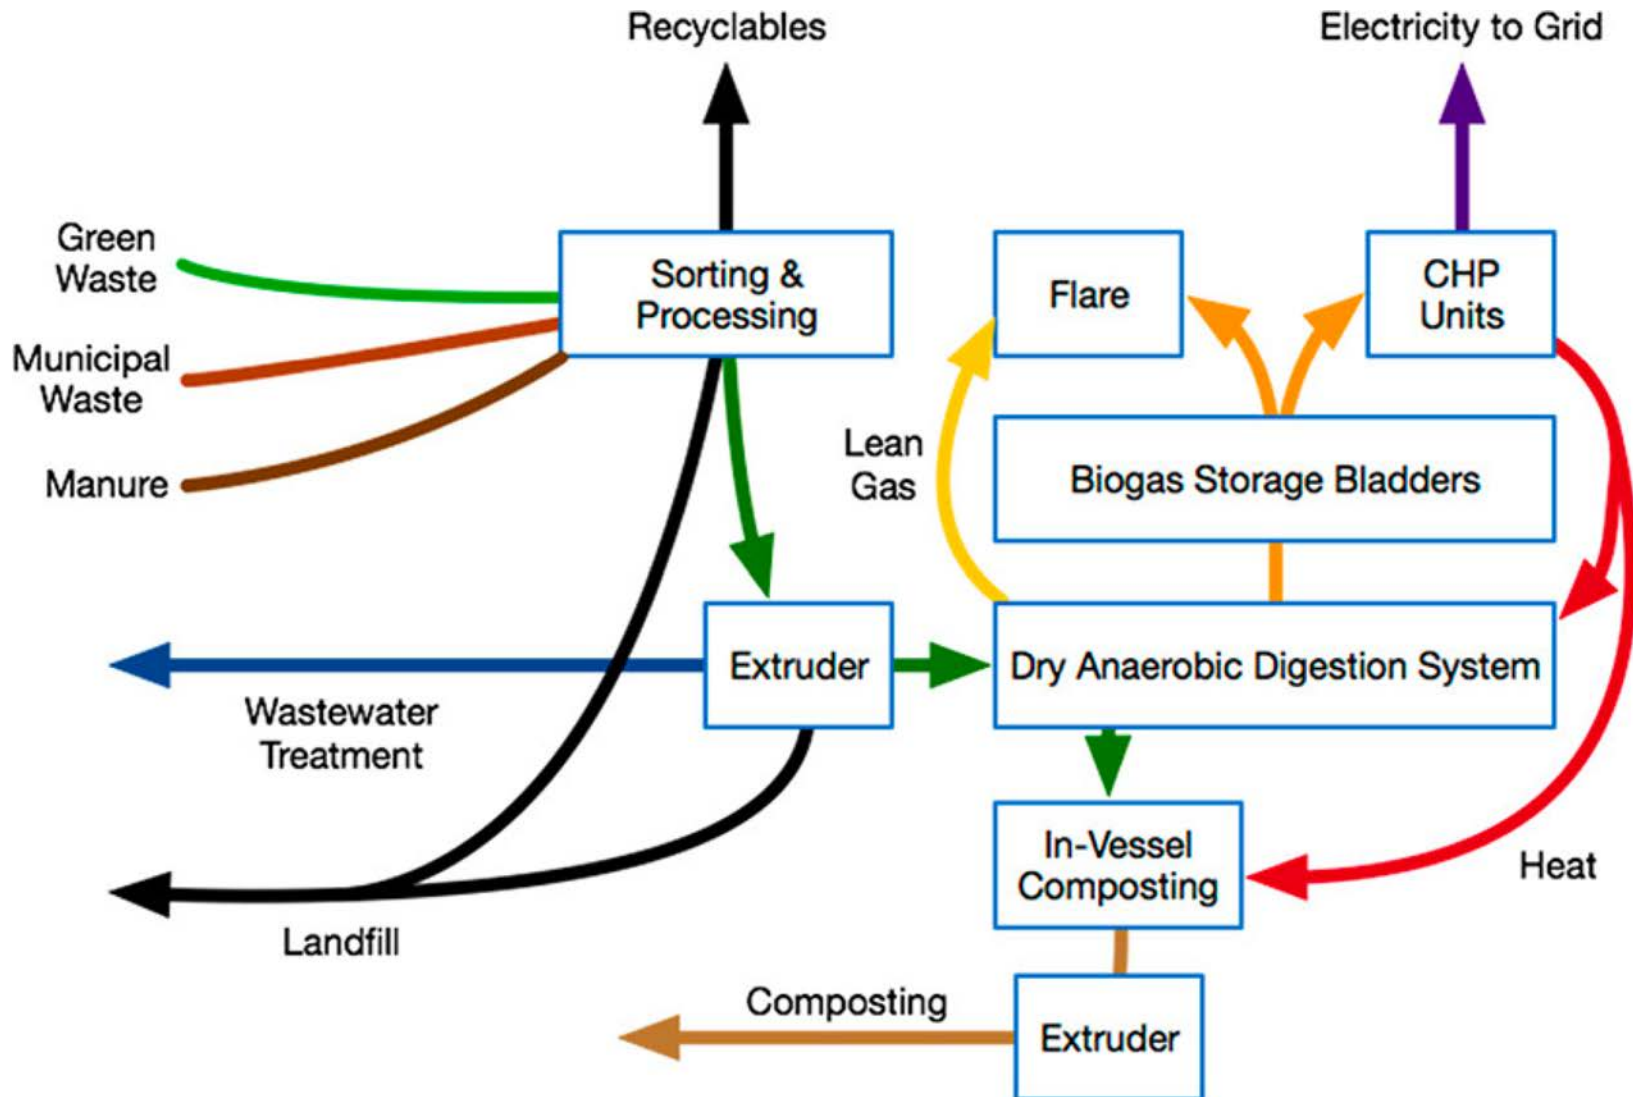 Recyclables
Electricity to Grid
Green
Waste
Sorting &
Processing
Flare
CHP
Units
Municipal
Waste
Lean
Gas
Manure
Biogas Storage Bladders
Extruder
Dry Anaerobic Digestion System
Wastewater
Treatment
In-Vessel
Composting
Heat
Landfill
Composting
Extruder